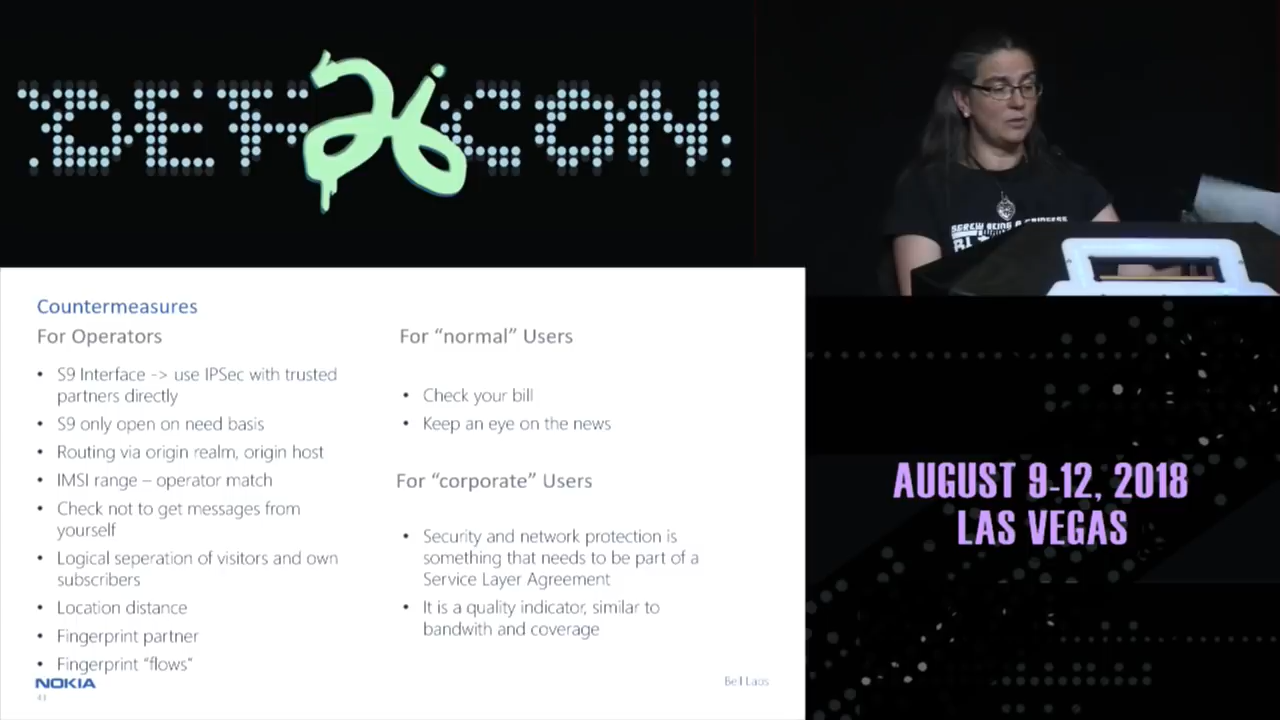 DEF CON
26
SCREW BEING A PRINCESS
Countermeasures
For Operators
• S9 Interface -> use IPSec with trusted
partners directly
• S9 only open on need basis
• Routing via origin realm, origin host
• IMSI range – operator match
• Check not to get messages from
yourself
• Logical seperation of visitors and own
subscribers
• Location distance
• Fingerprint partner
• Fingerprint “flows”
NOKIA
43
For “normal” Users
• Check your bill
• Keep an eye on the news
For “corporate” Users
• Security and network protection is
something that needs to be part of a
Service Layer Agreement
• It is a quality indicator, similar to
bandwith and coverage
Bell Labs
AUGUST 9-12, 2018
LAS VEGAS